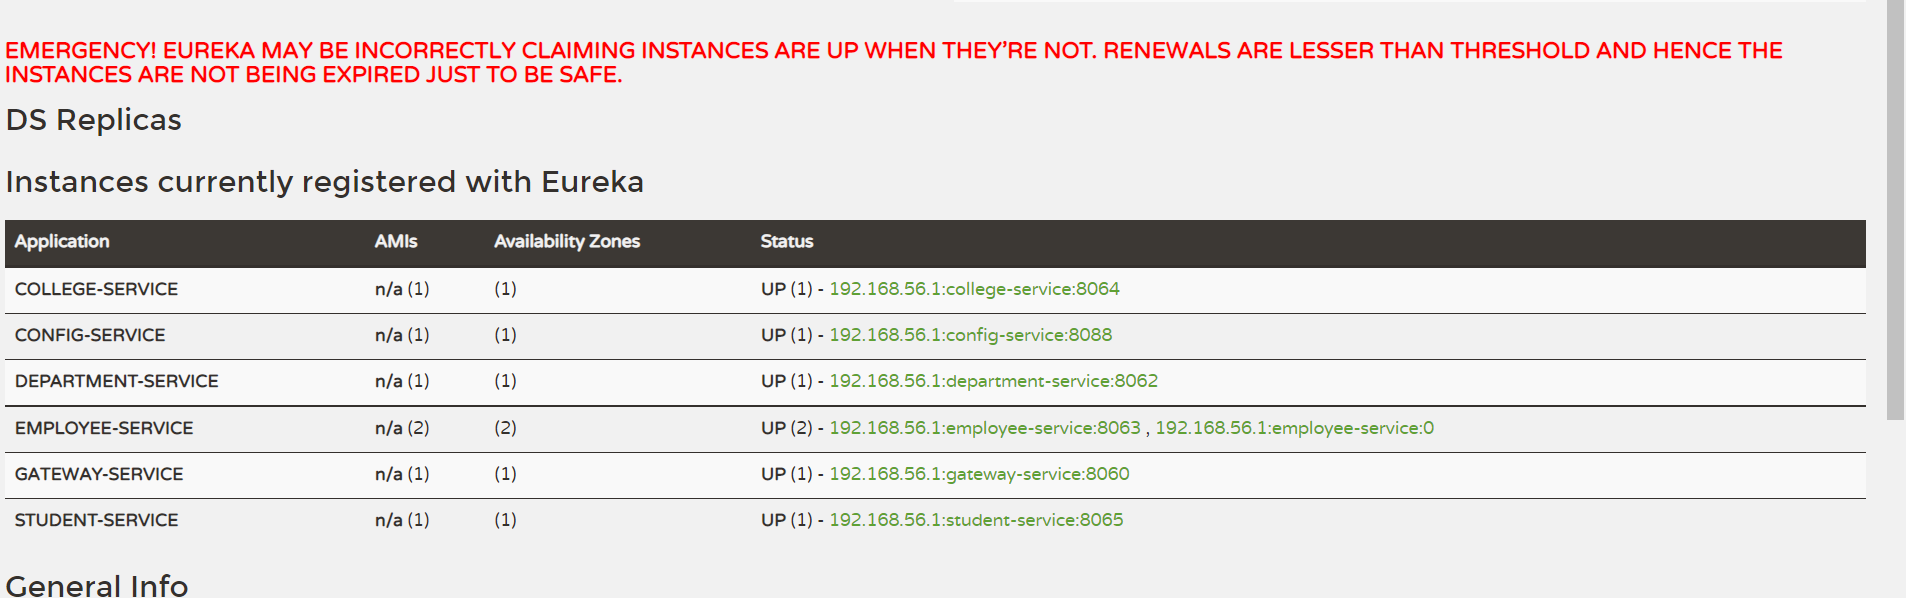 EMERGENCY! EUREKA MAY BE INCORRECTLY CLAIMING INSTANCES ARE UP WHEN THEY'RE NOT. RENEWALS ARE LESSER THAN THRESHOLD AND HENCE THE
INSTANCES ARE NOT BEING EXPIRED JUST TO BE SAFE.
DS Replicas
Instances currently registered with Eureka
Application AMIs Availability Zones Status
COLLEGE-SERVICE n/a (1) (1) UP (1) - 192.168.56.1:college-service:8064
CONFIG-SERVICE n/a (1) (1) UP (1) - 192.168.56.1:config-service:8088
DEPARTMENT-SERVICE n/a (1) (1) UP (1) - 192.168.56.1:department-service:8062
EMPLOYEE-SERVICE n/a (2) (2) UP (2) - 192.168.56.1:employee-service:8063 , 192.168.56.1:employee-service:0
GATEWAY-SERVICE n/a (1) (1) UP (1) - 192.168.56.1:gateway-service:8060
STUDENT-SERVICE n/a (1) (1) UP (1) - 192.168.56.1:student-service:8065
General Info